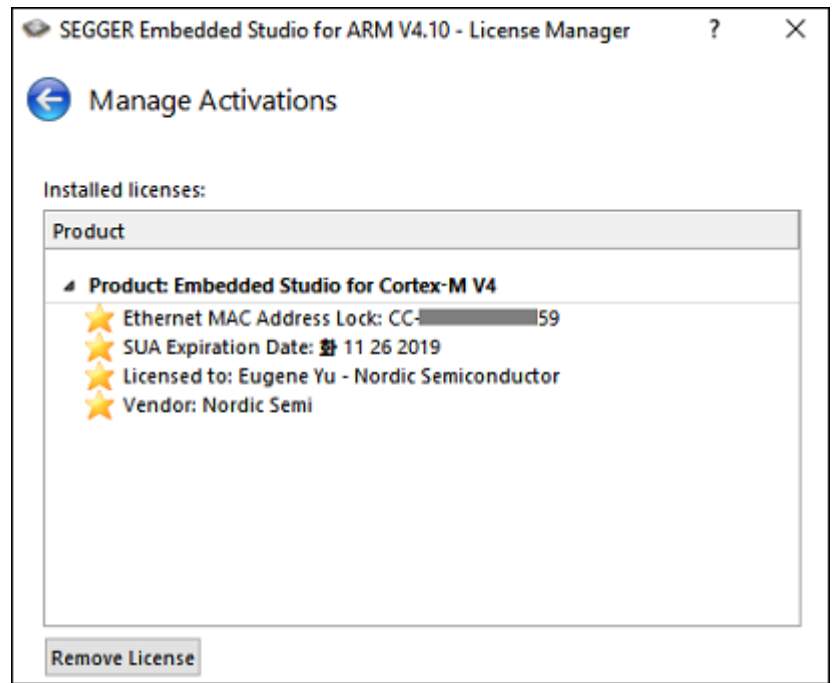 SEGGER Embedded Studio for ARM V4.10 - License Manager ? ×
Manage Activations
Installed licenses:
Product
Product: Embedded Studio for Cortex-M V4
Ethernet MAC Address Lock: CC- 59
SUA Expiration Date: 화 11 26 2019
Licensed to: Eugene Yu - Nordic Semiconductor
Vendor: Nordic Semi
Remove License